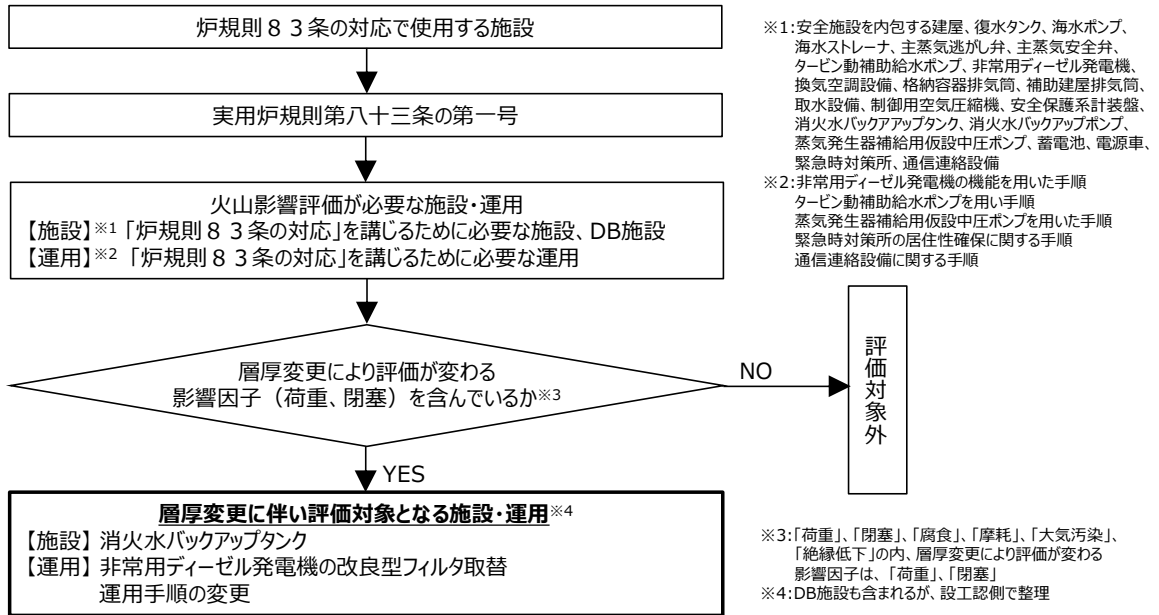 炉規則８３条の対応で使用する施設
実用炉規則第八十三条の第一号
火山影響評価が必要な施設・運用
【施設】※1「炉規則８３条の対応」を講じるために必要な施設、DB施設
【運用】※2「炉規則８３条の対応」を講じるために必要な運用
層厚変更により評価が変わる
影響因子（荷重、閉塞）を含んでいるか※3
NO
YES
評価対象外
層厚変更に伴い評価対象となる施設・運用※4
【施設】消火水バックアップタンク
【運用】非常用ディーゼル発電機の改良型フィルタ取替
運用手順の変更
※1:安全施設を内包する建屋、復水タンク、海水ポンプ、
海水ストレーナ、主蒸気逃がし弁、主蒸気安全弁、
タービン動補助給水ポンプ、非常用ディーゼル発電機、
換気空調設備、格納容器排気筒、補助建屋排気筒、
取水設備、制御用空気圧縮機、安全保護系計装盤、
消火水バックアアップタンク、消火水バックアップポンプ、
蒸気発生器補給用仮設中圧ポンプ、蓄電池、電源車、
緊急時対策所、通信連絡設備
※2:非常用ディーゼル発電機の機能を用いた手順
タービン動補助給水ポンプを用い手順
蒸気発生器補給用仮設中圧ポンプを用いた手順
緊急時対策所の居住性確保に関する手順
通信連絡設備に関する手順
※3:「荷重」、「閉塞」、「腐食」、「摩耗」、「大気汚染」、
「絶縁低下」の内、層厚変更により評価が変わる
影響因子は、「荷重」、「閉塞」
※4:DB施設も含まれるが、設工認側で整理